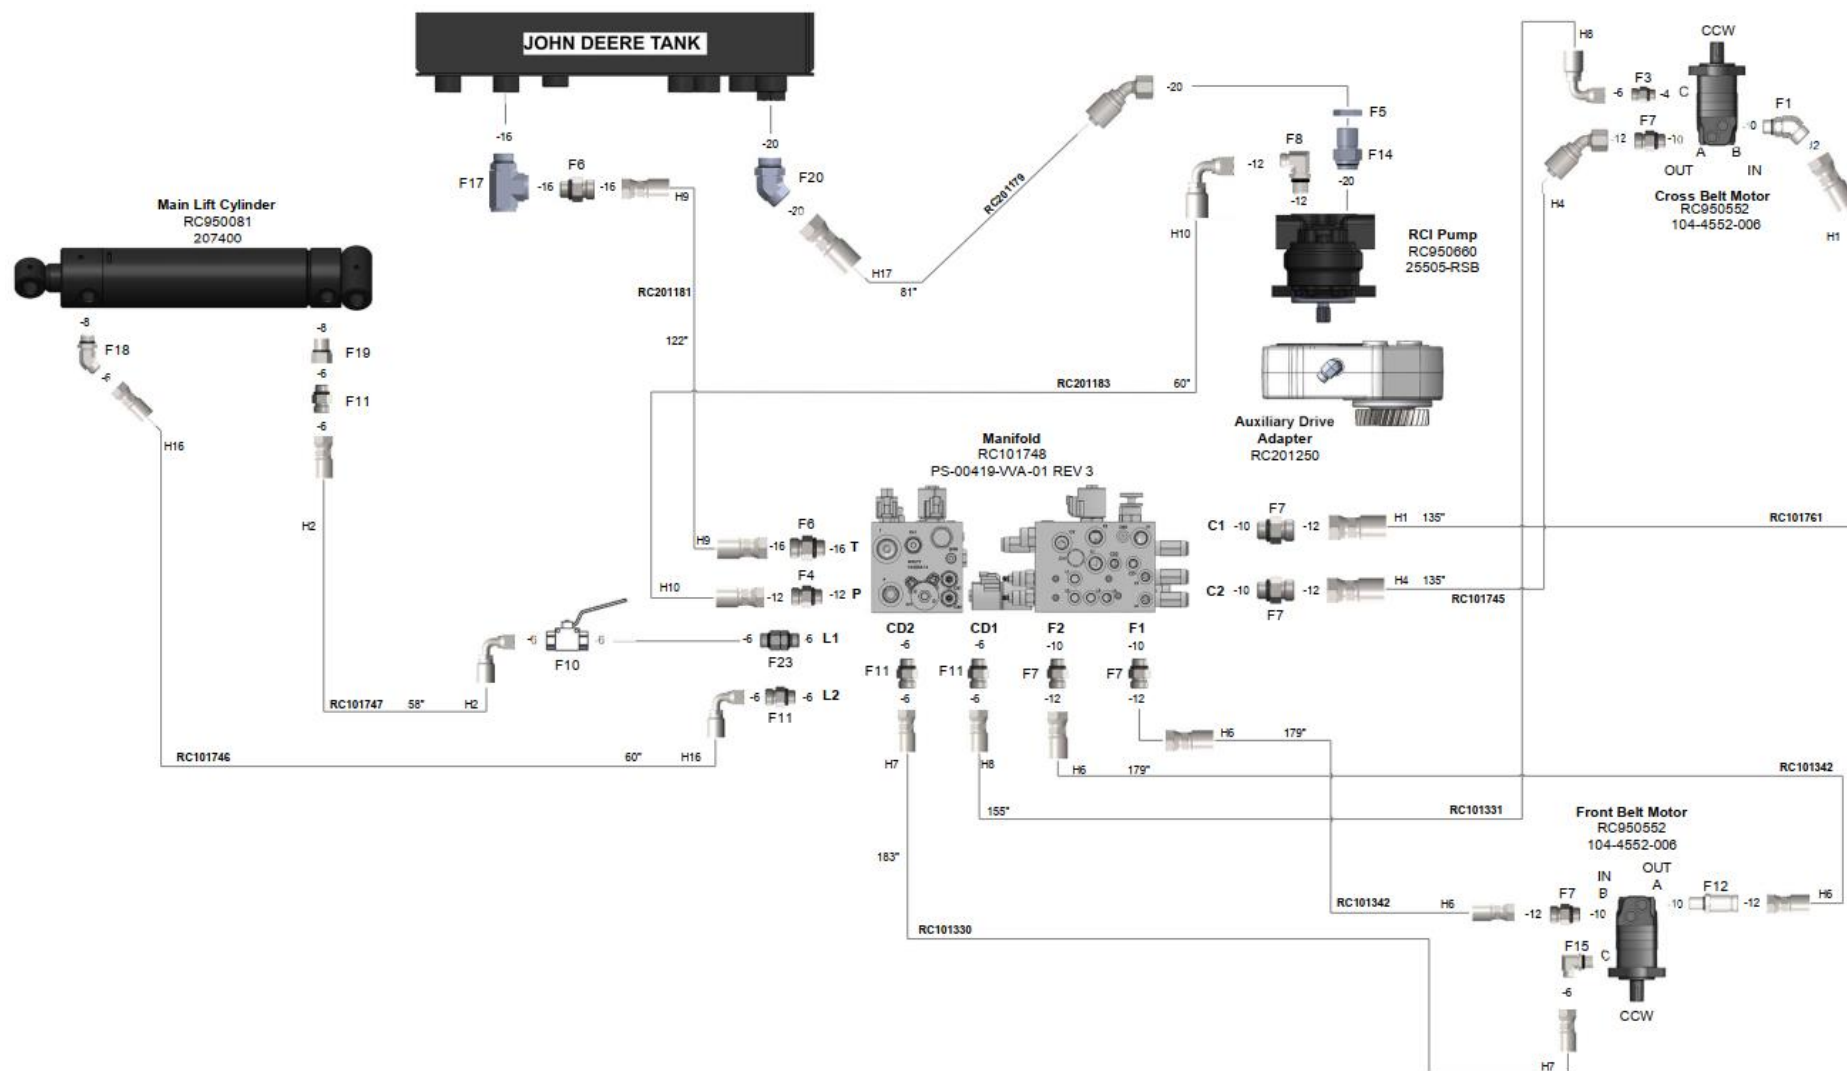 JOHN DEERE TANK
H8
CCW
F3
-6
-4
C
F1
F7
-12
-10
-10
A
B
OUT
IN
Cross Belt Motor
RC950552
104-4552-006
H4
H1
-16
F17
-16
F6
-16
H9
-20
F20
-20
RC201179
H17
81"
-20
F5
F8
-12
F14
-12
-20
H10
RCI Pump
RC950660
25505-RSB
Main Lift Cylinder
RC950081
207400
-8
F18
-6
H16
-8
F19
-6
F11
-6
H2
RC201181
122"
RC201183
60"
Auxiliary Drive
Adapter
RC201250
Manifold
RC101748
PS-00419-VVA-01 REV 3
H9
F6
-16
-16
T
H10
F4
-12
-12
P
C1
-10
F7
-12
H1
135"
RC101761
C2
-10
F7
-12
H4
135"
RC101745
-6
F10
-6
-6
F23
6
L1
RC101747
58"
H2
-6
F11
-6
L2
RC101746
60"
H16
CD2
-6
F11
-6
H7
CD1
-6
F11
-6
H8
F2
-10
F7
-12
H6
179"
F1
-10
F7
-12
H6
179"
RC101342
155"
RC101331
183"
RC101330
Front Belt Motor
RC950552
104-4552-006
OUT
A
IN
B
RC101342
H6
-12
F7
-10
-10
F12
-12
H6
F15
C
-6
CCW
H7